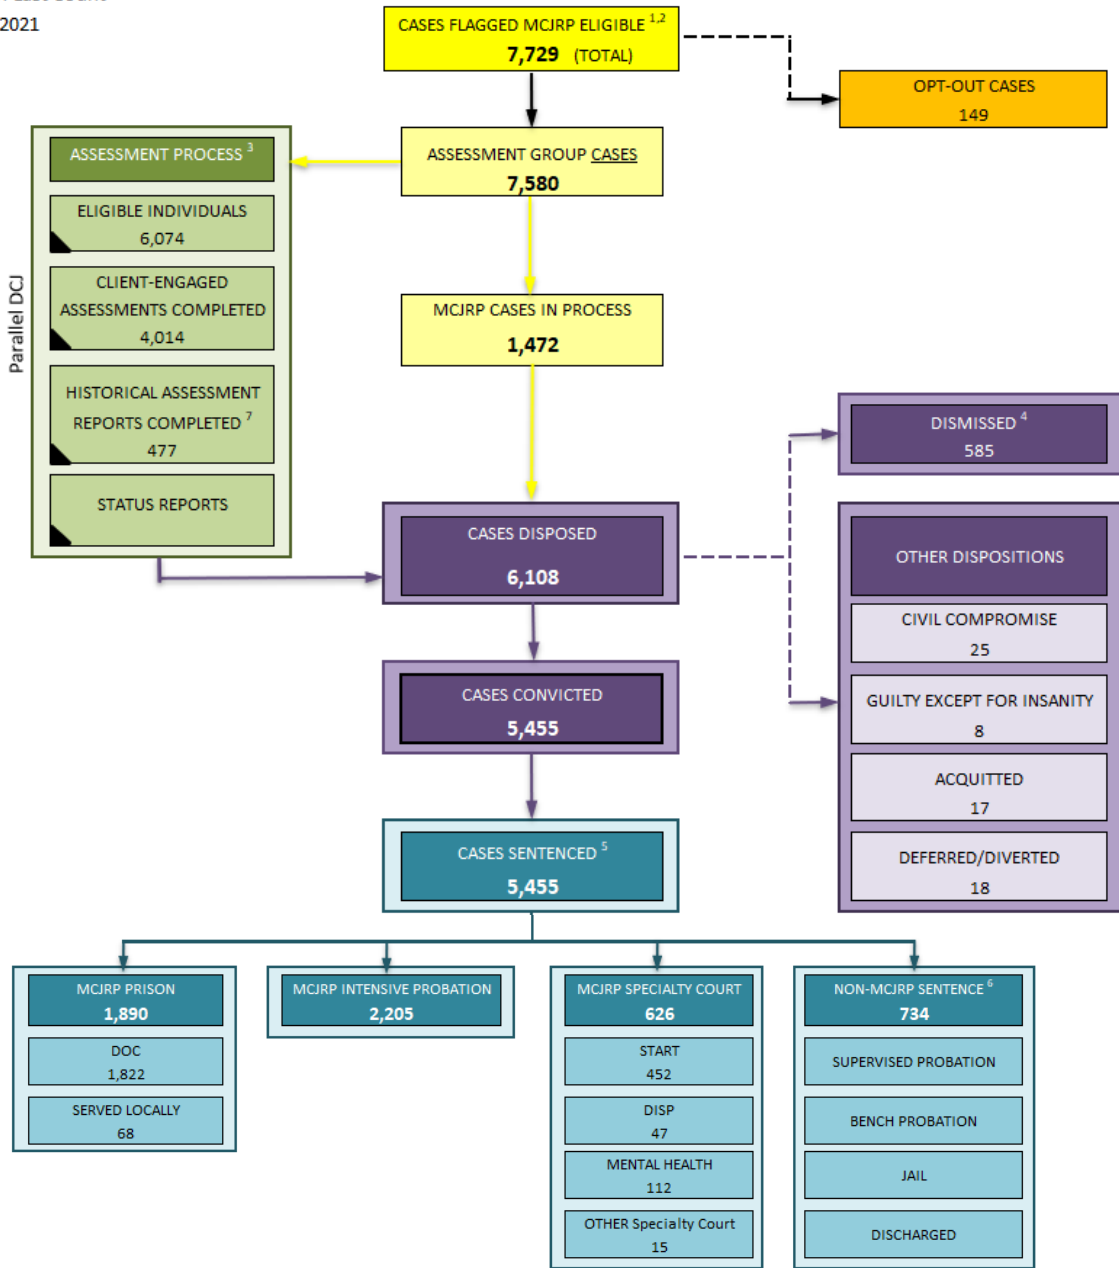 2021
CASES FLAGGED MCJRP ELIGIBLE 1,2
7,729 (TOTAL)
OPT-OUT CASES
149
ASSESSMENT GROUP CASES
7,580
Parallel DCJ
ASSESSMENT PROCESS 3
ELIGIBLE INDIVIDUALS
6,074
CLIENT-ENGAGED
ASSESSMENTS COMPLETED
4,014
HISTORICAL ASSESSMENT
REPORTS COMPLETED 7
477
STATUS REPORTS
MCJRP CASES IN PROCESS
1,472
CASES DISPOSED
6,108
DISMISSED 4
585
OTHER DISPOSITIONS
CIVIL COMPROMISE
25
GUILTY EXCEPT FOR INSANITY
8
ACQUITTED
17
DEFERRED/DIVERTED
18
CASES CONVICTED
5,455
CASES SENTENCED 5
5,455
MCJRP PRISON
1,890
DOC
1,822
SERVED LOCALLY
68
MCJRP INTENSIVE PROBATION
2,205
MCJRP SPECIALTY COURT
626
START
452
DISP
47
MENTAL HEALTH
112
OTHER Specialty Court
15
NON-MCJRP SENTENCE 6
734
SUPERVISED PROBATION
BENCH PROBATION
JAIL
DISCHARGED